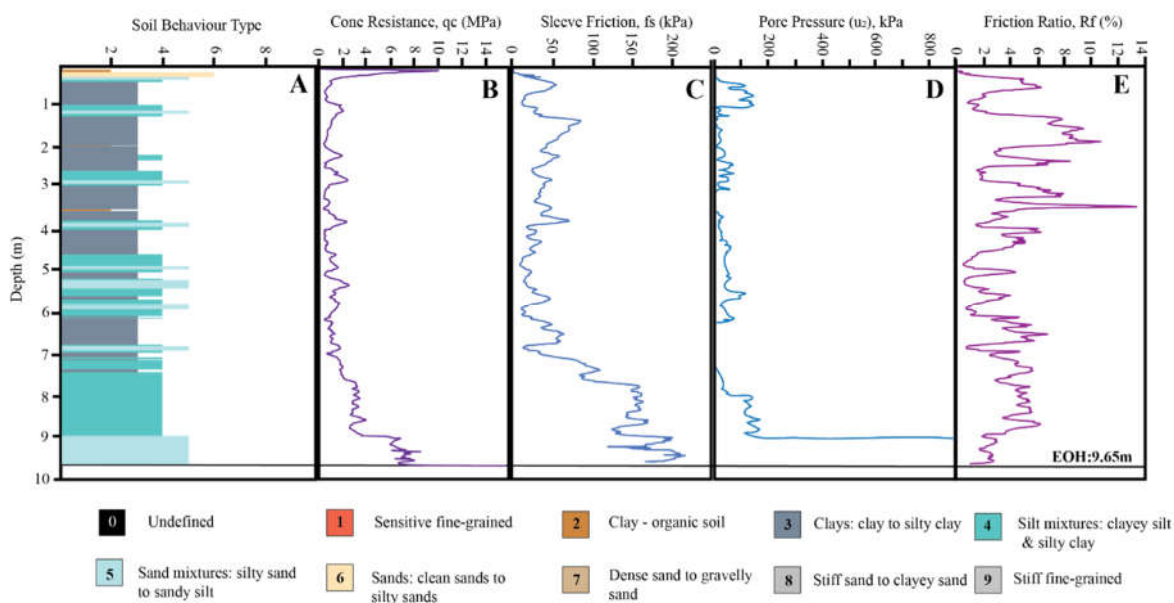 Soil Behaviour Type
Cone Resistance, qc (MPa)
Sleeve Friction, fs (kPa)
Pore Pressure (u₂), kPa
Friction Ratio, Rf (%)
2 4 6 8
0 2 4 6 8 10 12 14
0 50 100 150 200
0 200 400 600 800
0 2 4 6 8 10 12 14
A
B
C
D
E
Depth (m)
1
2
3
4
5
6
7
8
9
10
EOH:9.65m
0 Undefined
1 Sensitive fine-grained
2 Clay - organic soil
3 Clays: clay to silty clay
4 Silt mixtures: clayey silt
& silty clay
5 Sand mixtures: silty sand
to sandy silt
6 Sands: clean sands to
silty sands
7 Dense sand to gravelly
sand
8 Stiff sand to clayey sand
9 Stiff fine-grained